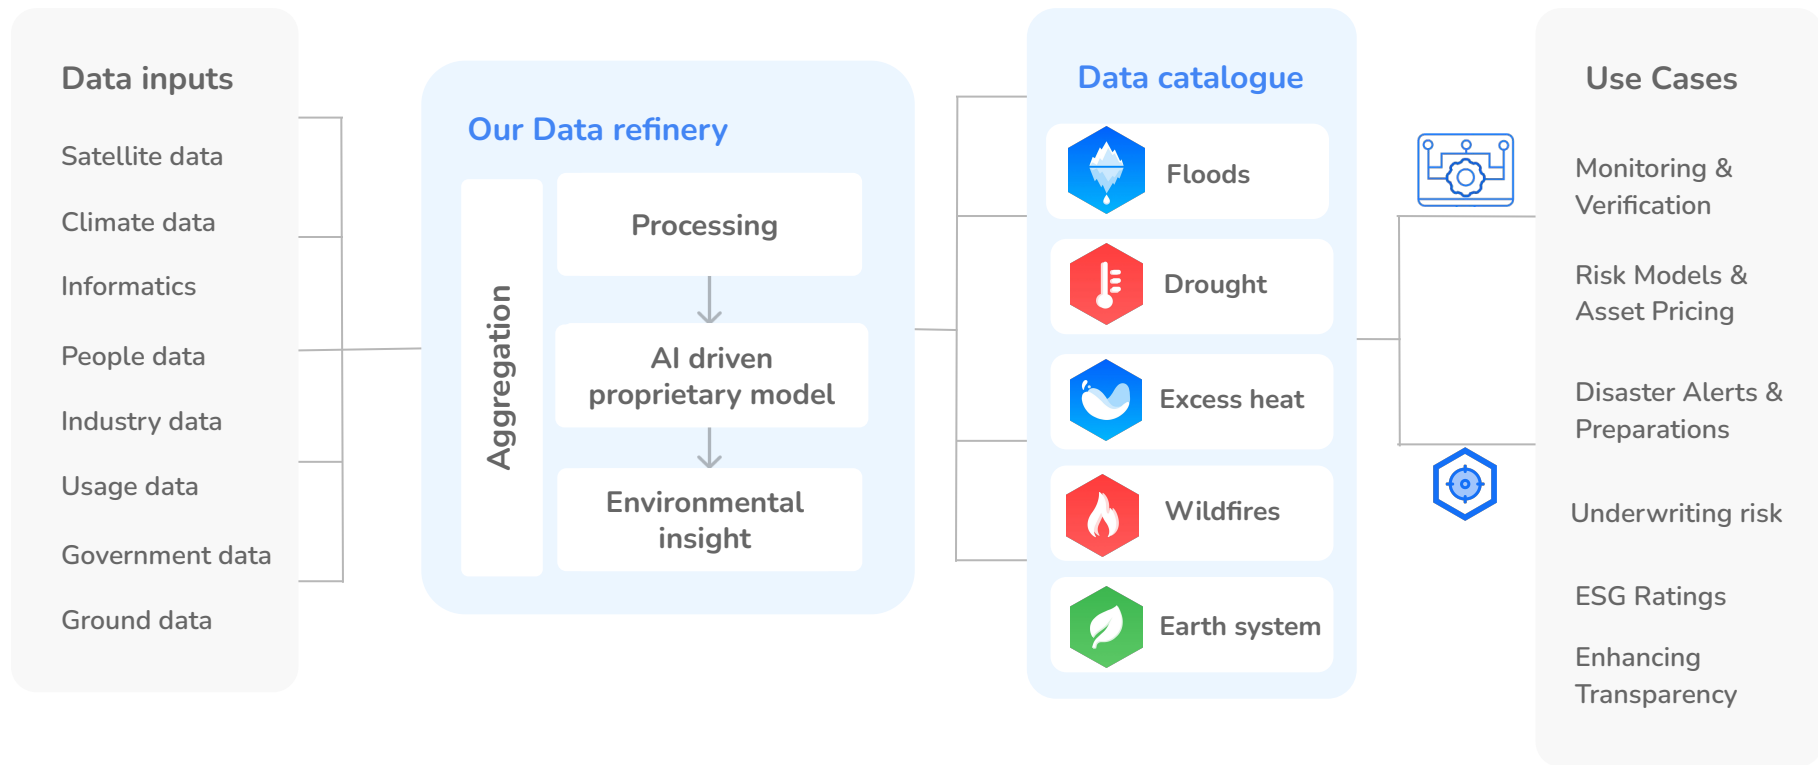 Data inputs
Satellite data
Climate data
Informatics
People data
Industry data
Usage data
Government data
Ground data
Our Data refinery
Aggregation
Processing
AI driven
proprietary model
Environmental
insight
Data catalogue
Floods
Drought
Excess heat
Wildfires
Earth system
Use Cases
Monitoring &
Verification
Risk Models &
Asset Pricing
Disaster Alerts &
Preparations
Underwriting risk
ESG Ratings
Enhancing
Transparency